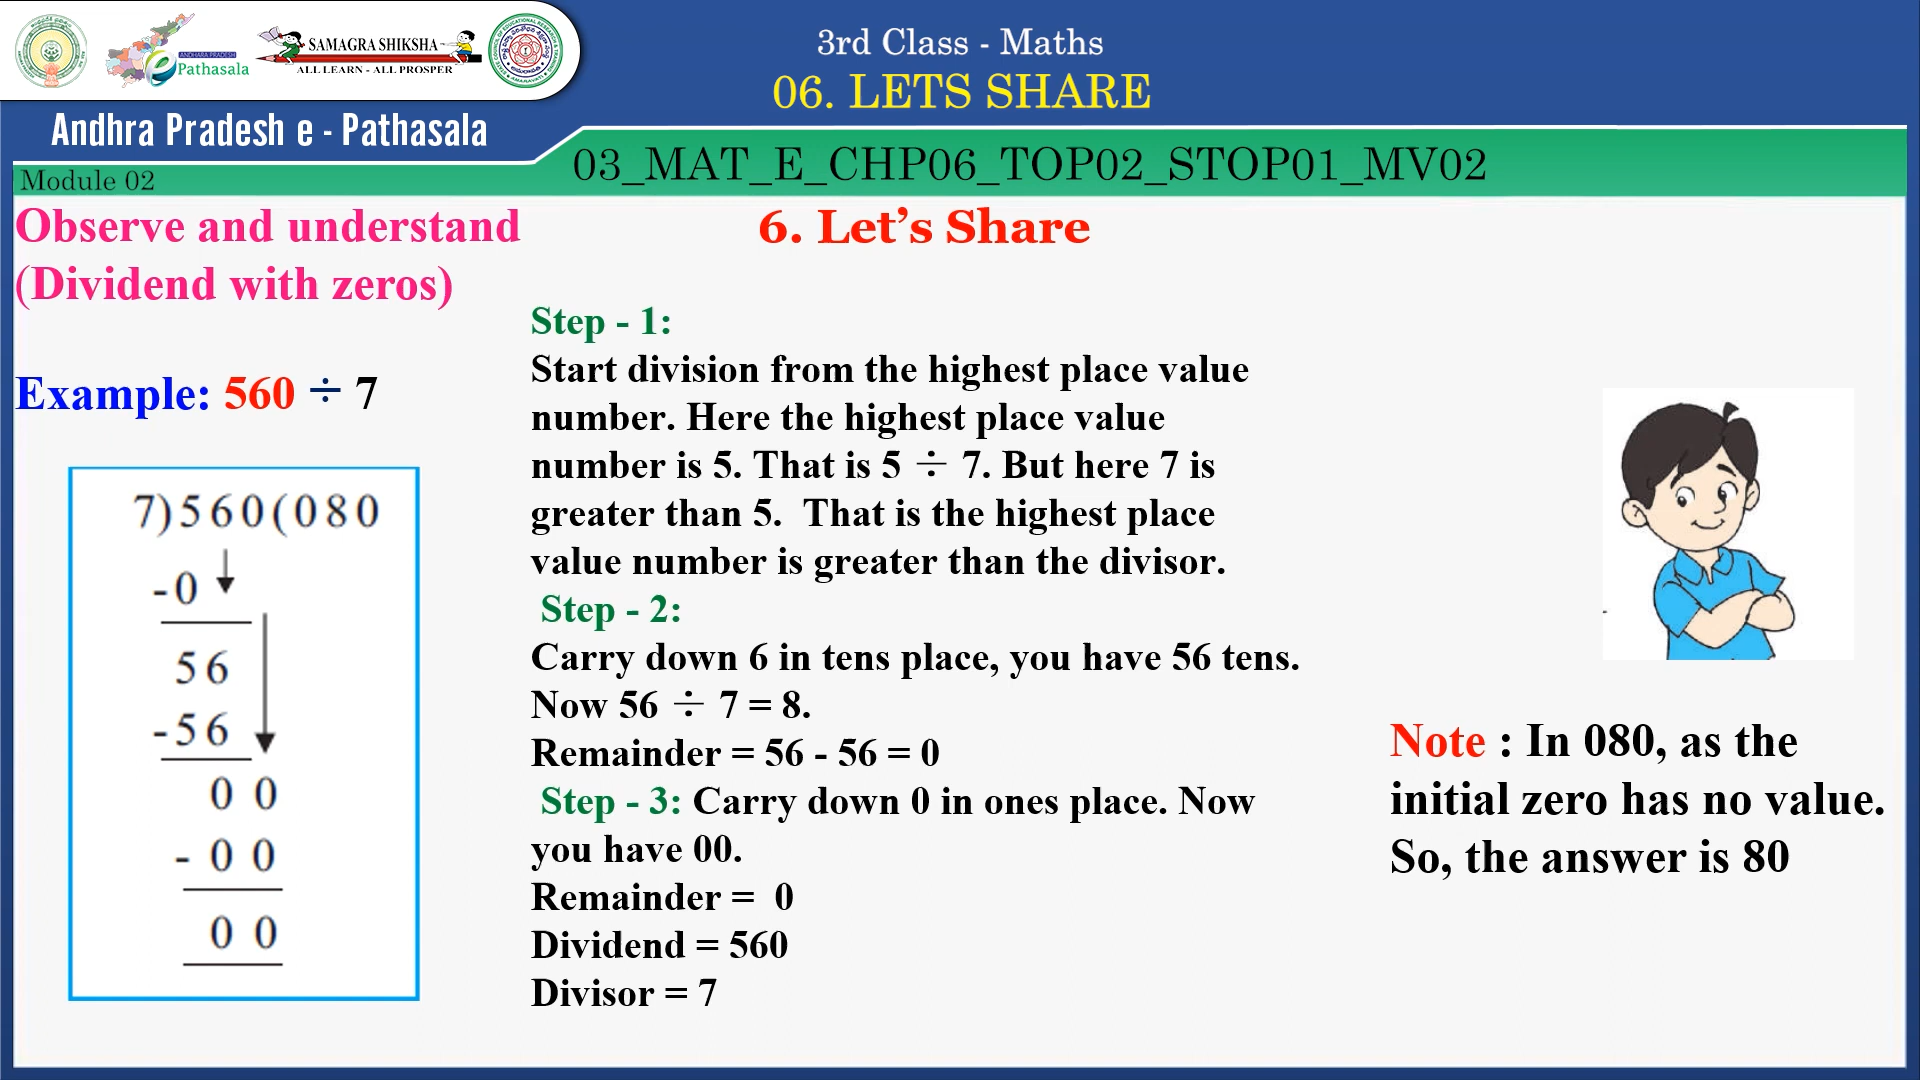 ANDHRA PRADESH
e Pathasala
SAMAGRA SHIKSHA
ALL LEARN - ALL PROSPER
Andhra Pradesh e - Pathasala
3rd Class - Maths
06. LETS SHARE
Module 02
03_MAT_E_CHP06_TOP02_STOP01_MV02
Observe and understand
(Dividend with zeros)
6. Let’s Share
Example: 560 ÷ 7
7)560(080
-0
56
-56
0 0
- 0 0
0 0
Step - 1:
Start division from the highest place value
number. Here the highest place value
number is 5. That is 5 ÷ 7. But here 7 is
greater than 5.  That is the highest place
value number is greater than the divisor.
Step - 2:
Carry down 6 in tens place, you have 56 tens.
Now 56 ÷ 7 = 8.
Remainder = 56 - 56 = 0
Step - 3: Carry down 0 in ones place. Now
you have 00.
Remainder =  0
Dividend = 560
Divisor = 7
Note : In 080, as the
initial zero has no value.
So, the answer is 80